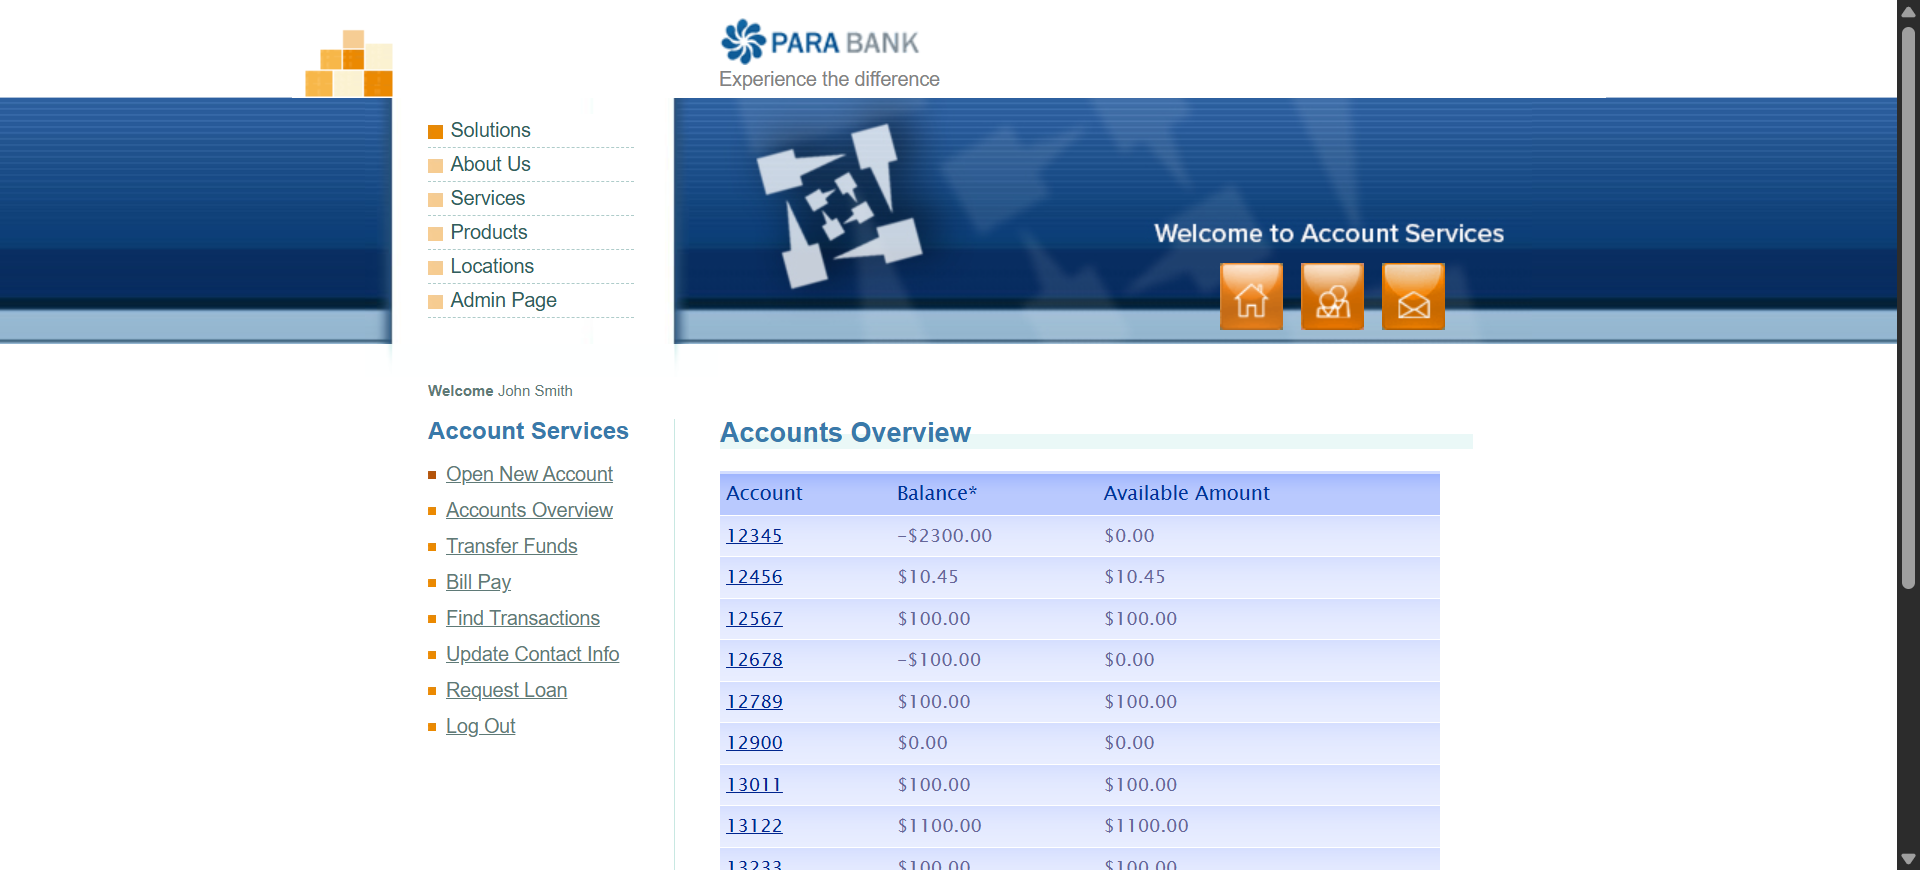 PARA BANK
Experience the difference
Solutions
About Us
Services
Products
Locations
Admin Page
Welcome to Account Services
Welcome John Smith
Account Services
Open New Account
Accounts Overview
Transfer Funds
Bill Pay
Find Transactions
Update Contact Info
Request Loan
Log Out
Accounts Overview
Account Balance* Available Amount
12345 -$2300.00 $0.00
12456 $10.45 $10.45
12567 $100.00 $100.00
12678 -$100.00 $0.00
12789 $100.00 $100.00
12900 $0.00 $0.00
13011 $100.00 $100.00
13122 $1100.00 $1100.00
13233 $100.00 $100.00